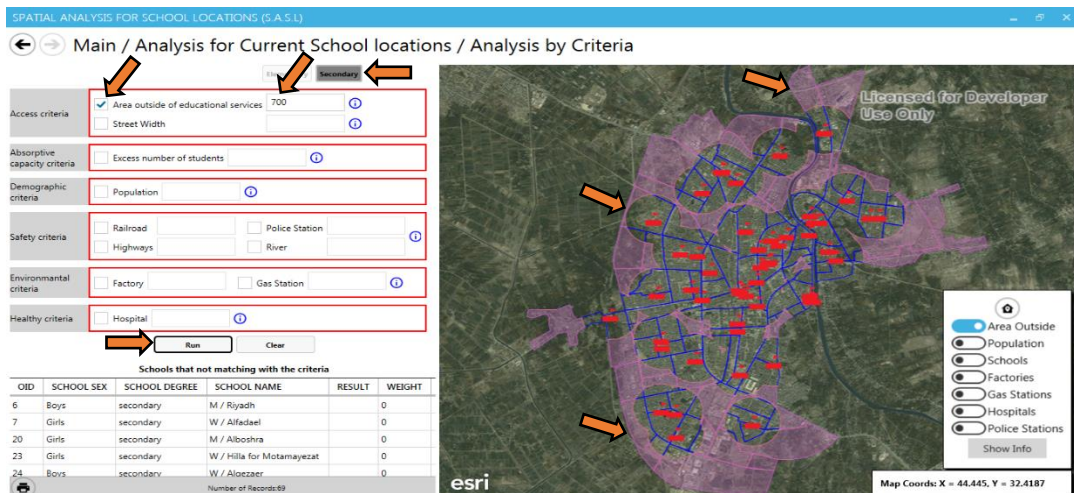 SPATIAL ANALYSIS FOR SCHOOL LOCATIONS (S.A.S.L)
Main / Analysis for Current School locations / Analysis by Criteria
Secondary
Access criteria
Area outside of educational services 700
Street Width
Absorptive
capacity criteria
Excess number of students
Demographic
criteria
Population
Safety criteria
Railroad Police Station
Highways River
Environmantal
criteria
Factory Gas Station
Healthy criteria
Hospital
Run Clear
Schools that not matching with the criteria
OID SCHOOL SEX SCHOOL DEGREE SCHOOL NAME RESULT WEIGHT
6 Boys secondary M / Riyadh 0
7 Girls secondary W / Alfadael 0
20 Girls secondary M / Alboshra 0
23 Girls secondary W / Hilla for Motamayezat 0
24 Boys secondary W / Algezaer 0
Number of Records:69
Licensed for Developer
Use Only
Area Outside
Population
Schools
Factories
Gas Stations
Hospitals
Police Stations
Show Info
esri
Map Coords: X = 44.445, Y = 32.4187